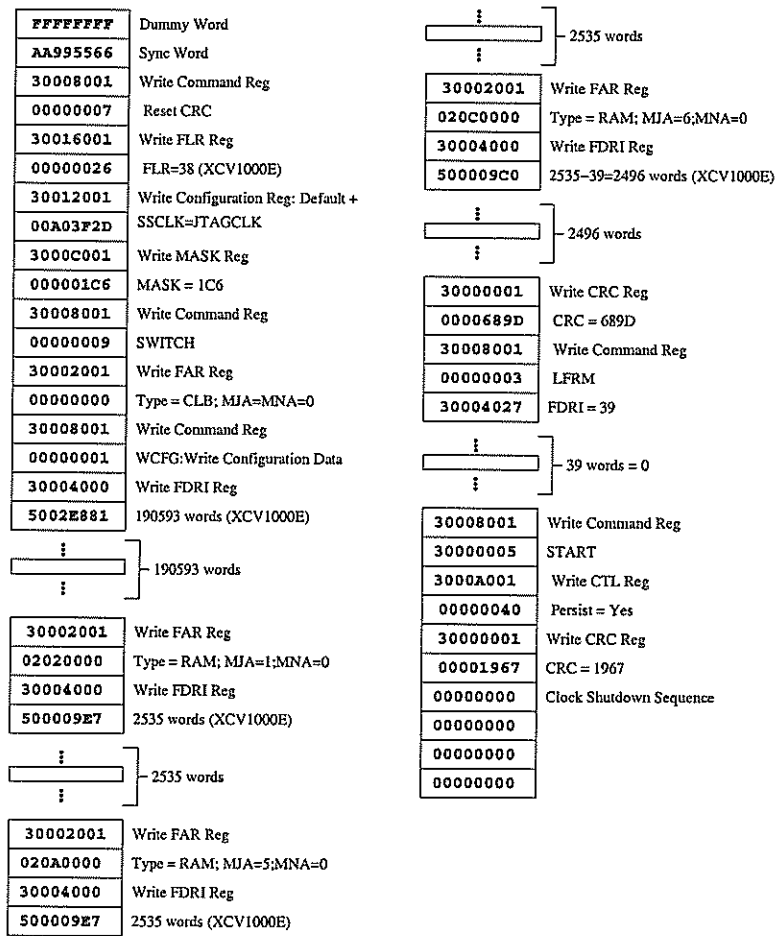 FFFFFFFF Dummy Word
AA995566 Sync Word
30008001 Write Command Reg
00000007 Reset CRC
30016001 Write FLR Reg
00000026 FLR=38 (XCV1000E)
30012001 Write Configuration Reg: Default +
00A03F2D SSCLK=JTAGCLK
3000C001 Write MASK Reg
000001C6 MASK = 1C6
30008001 Write Command Reg
00000009 SWITCH
30002001 Write FAR Reg
00000000 Type = CLB; MJA=MNA=0
30008001 Write Command Reg
00000001 WCFG:Write Configuration Data
30004000 Write FDRI Reg
5002E881 190593 words (XCV1000E)
190593 words
30002001 Write FAR Reg
02020000 Type = RAM; MJA=1;MNA=0
30004000 Write FDRI Reg
500009E7 2535 words (XCV1000E)
2535 words
30002001 Write FAR Reg
020A0000 Type = RAM; MJA=5;MNA=0
30004000 Write FDRI Reg
500009E7 2535 words (XCV1000E)
2535 words
30002001 Write FAR Reg
020C0000 Type = RAM; MJA=6;MNA=0
30004000 Write FDRI Reg
500009C0 2535-39=2496 words (XCV1000E)
2496 words
30000001 Write CRC Reg
0000689D CRC = 689D
30008001 Write Command Reg
00000003 LFRM
30004027 FDRI = 39
39 words = 0
30008001 Write Command Reg
30000005 START
3000A001 Write CTL Reg
00000040 Persist = Yes
30000001 Write CRC Reg
00001967 CRC = 1967
00000000 Clock Shutdown Sequence
00000000
00000000
00000000